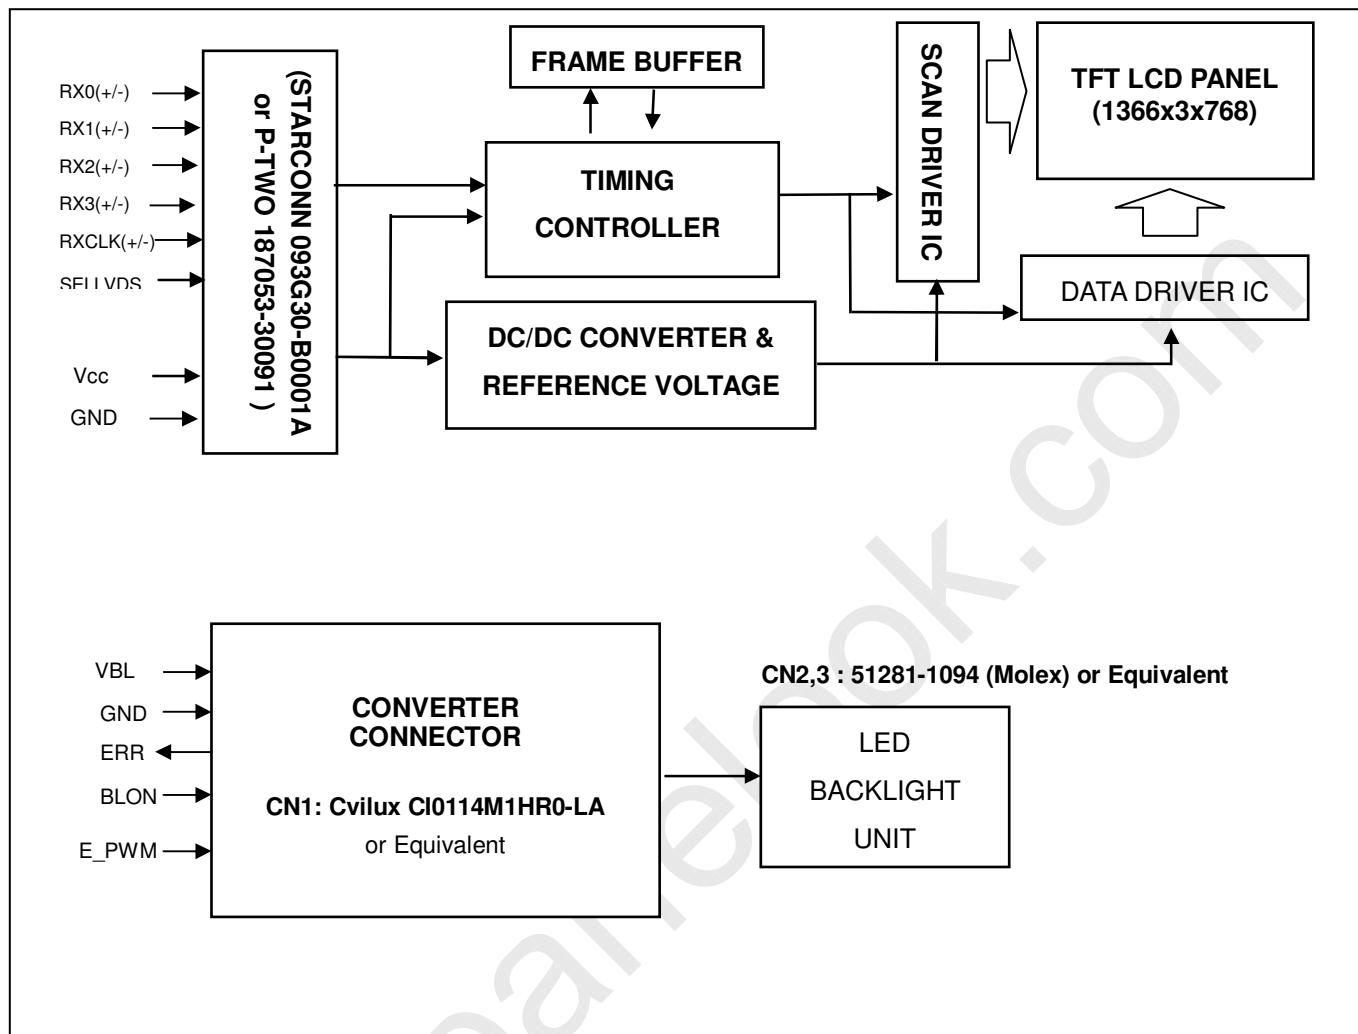 RX0(+/-)
RX1(+/-)
RX2(+/-)
RX3(+/-)
RXCLK(+/-)
SELLVDS
Vcc
GND
(STARCONN 093G30-B0001A
or P-TWO 187053-30091 )
FRAME BUFFER
TIMING
CONTROLLER
DC/DC CONVERTER &
REFERENCE VOLTAGE
SCAN DRIVER IC
TFT LCD PANEL
(1366x3x768)
DATA DRIVER IC
VBL
GND
ERR
BLON
E_PWM
CONVERTER
CONNECTOR
CN1: Cvilux CI0114M1HR0-LA
or Equivalent
CN2,3 : 51281-1094 (Molex) or Equivalent
LED
BACKLIGHT
UNIT
panelook.com